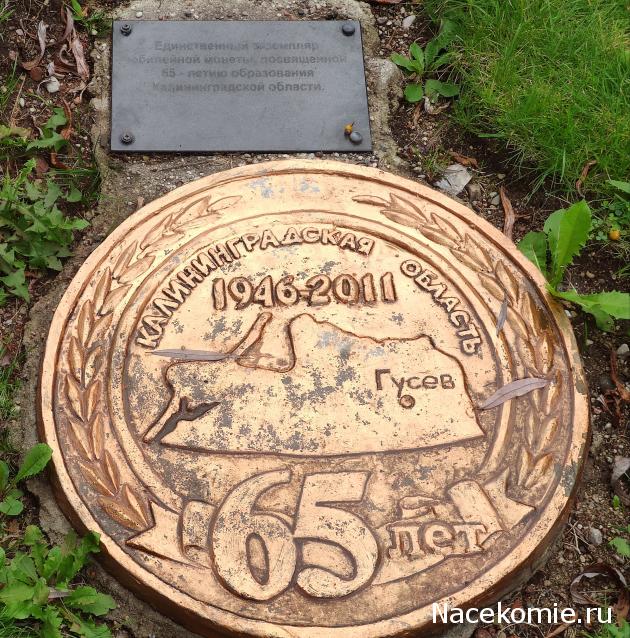 Единственный экземпляр
юбилейной монеты, посвященной
65 - летию образования
Калининградской области.
КАЛИНИНГРАДСКАЯ ОБЛАСТЬ
1946-2011
Гусев
65 лет
Nacekomie.ru